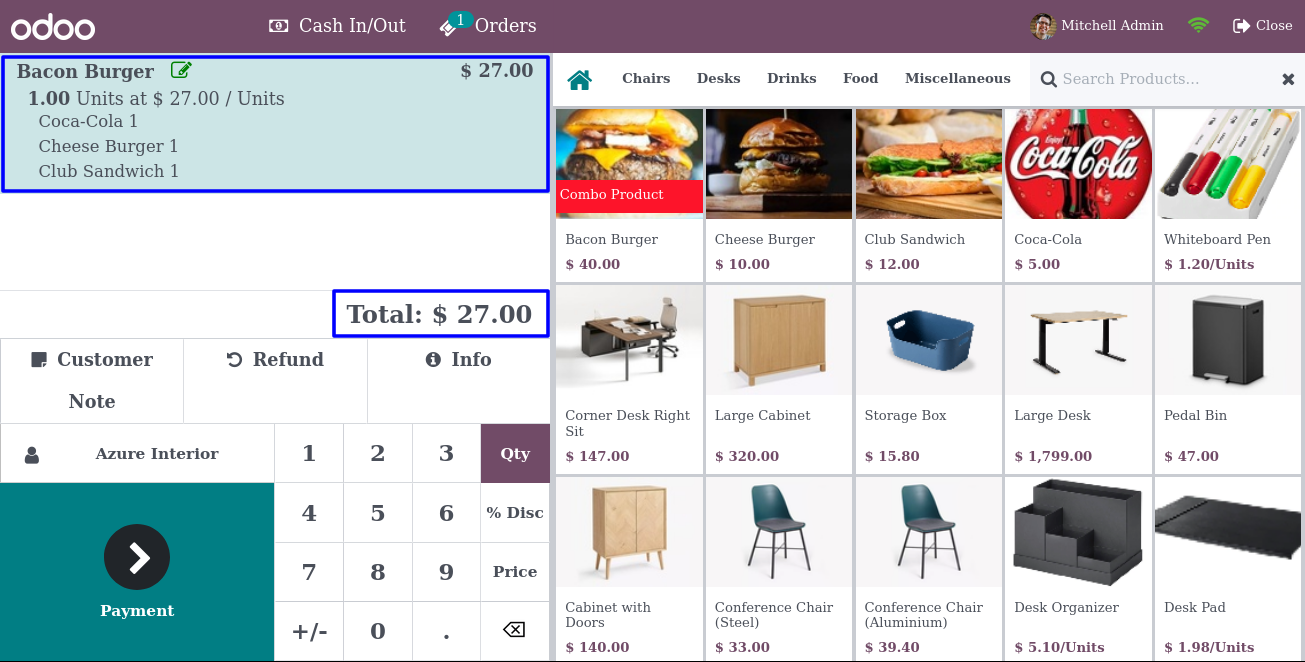 odoo
Cash In/Out
1
Orders
Mitchell Admin
Close
Bacon Burger
$ 27.00
1.00 Units at $ 27.00 / Units
Coca-Cola 1
Cheese Burger 1
Club Sandwich 1
Total: $ 27.00
Customer
Note
Refund
Info
Azure Interior
1
2
3
Qty
4
5
6
% Disc
7
8
9
Price
Payment
+/-
0
.
Chairs
Desks
Drinks
Food
Miscellaneous
Search Products...
Combo Product
Enjoy
Coca-Cola
Bacon Burger
$ 40.00
Cheese Burger
$ 10.00
Club Sandwich
$ 12.00
Coca-Cola
$ 5.00
Whiteboard Pen
$ 1.20/Units
Corner Desk Right
Sit
$ 147.00
Large Cabinet
$ 320.00
Storage Box
$ 15.80
Large Desk
$ 1,799.00
Pedal Bin
$ 47.00
Cabinet with
Doors
$ 140.00
Conference Chair
(Steel)
$ 33.00
Conference Chair
(Aluminium)
$ 39.40
Desk Organizer
$ 5.10/Units
Desk Pad
$ 1.98/Units